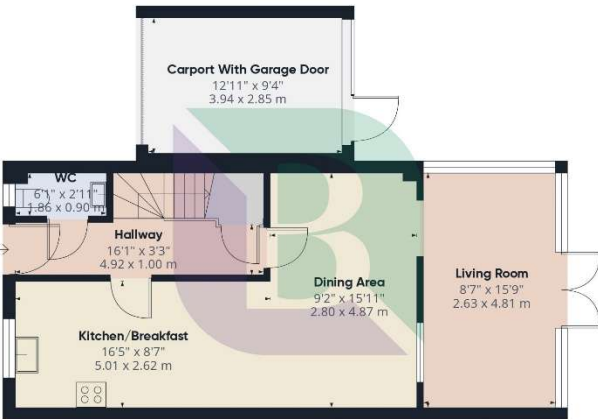 Carport With Garage Door
12'11" x 9'4"
3.94 x 2.85 m
WC
6'1" x 2'11"
1.86 x 0.90 m
Hallway
16'1" x 3'3"
4.92 x 1.00 m
Dining Area
9'2" x 15'11"
2.80 x 4.87 m
Living Room
8'7" x 15'9"
2.63 x 4.81 m
Kitchen/Breakfast
16'5" x 8'7"
5.01 x 2.62 m
B